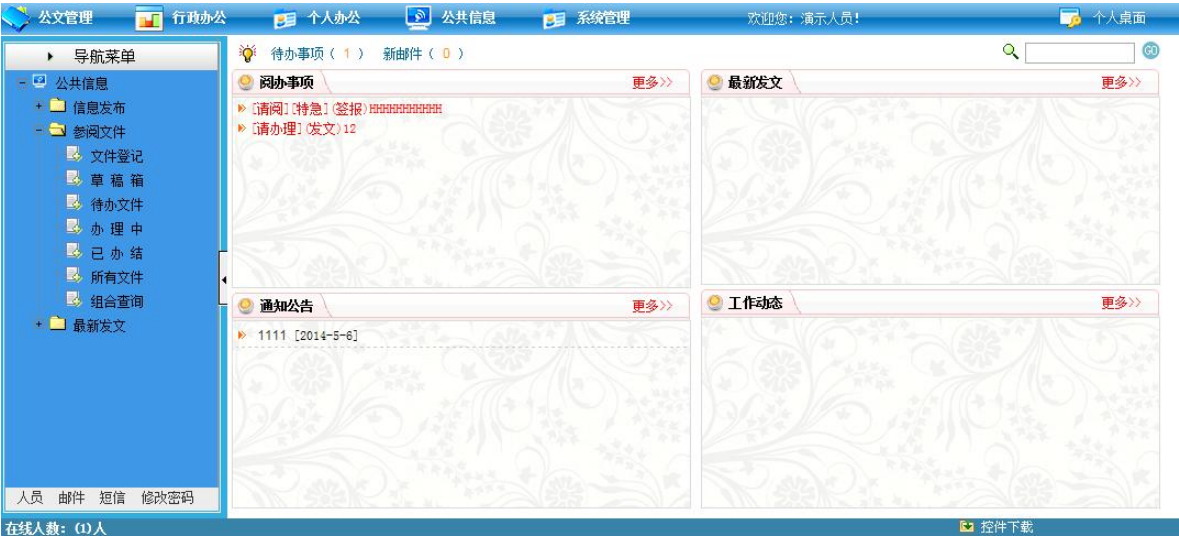 公文管理 行政办公 个人办公 公共信息 系统管理 欢迎您：演示人员! 个人桌面
导航菜单
公共信息
信息发布
参阅文件
文件登记
草 稿 箱
待办文件
办 理 中
已 办 结
所有文件
组合查询
最新发文
人员 邮件 短信 修改密码
待办事项（ 1 ） 新邮件（ 0 ）
GO
阅办事项 更多>>
[请阅][特急](签报)HHHHHHHHHHH
[请办理](发文)12
最新发文 更多>>
通知公告 更多>>
1111 [2014-5-6]
工作动态 更多>>
在线人数：(1)人 控件下载